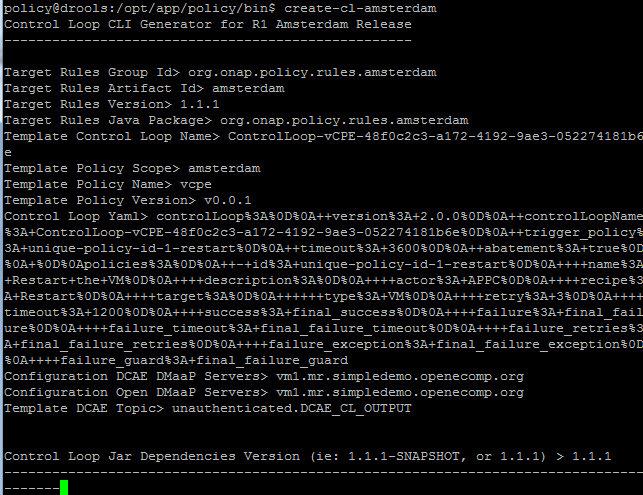 policy@drools:/opt/app/policy/bin$ create-cl-amsterdam
Control Loop CLI Generator for R1 Amsterdam Release
---------------------------------------------------
Target Rules Group Id> org.onap.policy.rules.amsterdam
Target Rules Artifact Id> amsterdam
Target Rules Version> 1.1.1
Target Rules Java Package> org.onap.policy.rules.amsterdam
Template Control Loop Name> ControlLoop-vCPE-48f0c2c3-a172-4192-9ae3-052274181b6
e
Template Policy Scope> amsterdam
Template Policy Name> vcpe
Template Policy Version> v0.0.1
Control Loop Yaml> controlLoop%3A%0D%0A++version%3A+2.0.0%0D%0A++controlLoopName
%3A+ControlLoop-vCPE-48f0c2c3-a172-4192-9ae3-052274181b6e%0D%0A++trigger_policy%
3A+unique-policy-id-1-restart%0D%0A++timeout%3A+3600%0D%0A++abatement%3A+true%0D
%0A+%0D%0Apolicies%3A%0D%0A++-+id%3A+unique-policy-id-1-restart%0D%0A++++name%3A
+Restart+the+VM%0D%0A++++description%3A%0D%0A++++actor%3A+APPC%0D%0A++++recipe%3
A+Restart%0D%0A++++target%3A%0D%0A++++++type%3A+VM%0D%0A++++retry%3A+3%0D%0A++++
timeout%3A+1200%0D%0A++++success%3A+final_success%0D%0A++++failure%3A+final_fail
ure%0D%0A++++failure_timeout%3A+final_failure_timeout%0D%0A++++failure_retries%3
A+final_failure_retries%0D%0A++++failure_exception%3A+final_failure_exception%0D
%0A++++failure_guard%3A+final_failure_guard
Configuration DCAE DMaaP Servers> vm1.mr.simpledemo.openecomp.org
Configuration Open DMaaP Servers> vm1.mr.simpledemo.openecomp.org
Template DCAE Topic> unauthenticated.DCAE_CL_OUTPUT
Control Loop Jar Dependencies Version (ie: 1.1.1-SNAPSHOT, or 1.1.1) > 1.1.1
--------------------------------------------------------------------------------
-------